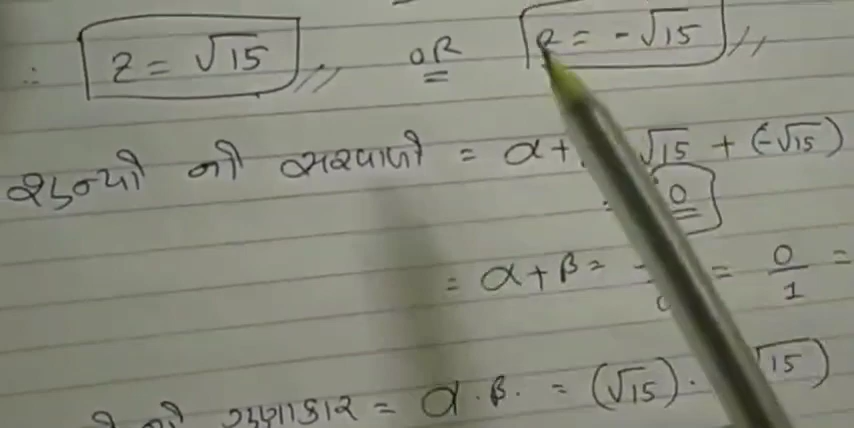 ∴ z = √15 // OR z = -√15 //
શૂન્યો નો સરવાળો = α + √15 + (-√15)
= 0
= α + β = = 0/1 =
નો ગુણાકાર = α . β . = (√15) . √15)